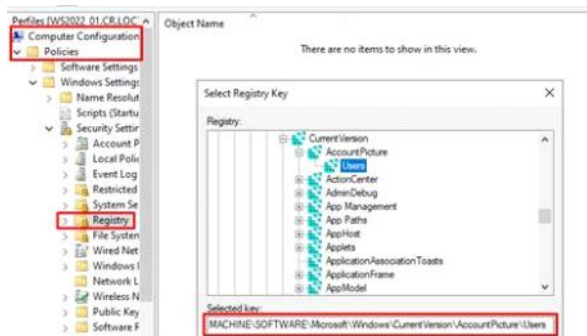 Perfiles [WS2022_01.CR.LOC
Computer Configuration
Policies
Software Settings
Windows Settings
Name Resolut
Scripts (Startu
Security Settin
Account P
Local Polic
Event Log
Restricted
System Se
Registry
File System
Wired Net
Windows
Network L
Wireless N
Public Key
Software F
Object Name
There are no items to show in this view.
Select Registry Key
Registry:
CurrentVersion
AccountPicture
Users
ActionCenter
AdminDebug
App Management
App Paths
AppHost
Applets
ApplicationAssociationToasts
ApplicationFrame
AppModel
Selected key:
MACHINE\SOFTWARE\Microsoft\Windows\CurrentVersion\AccountPicture\Users